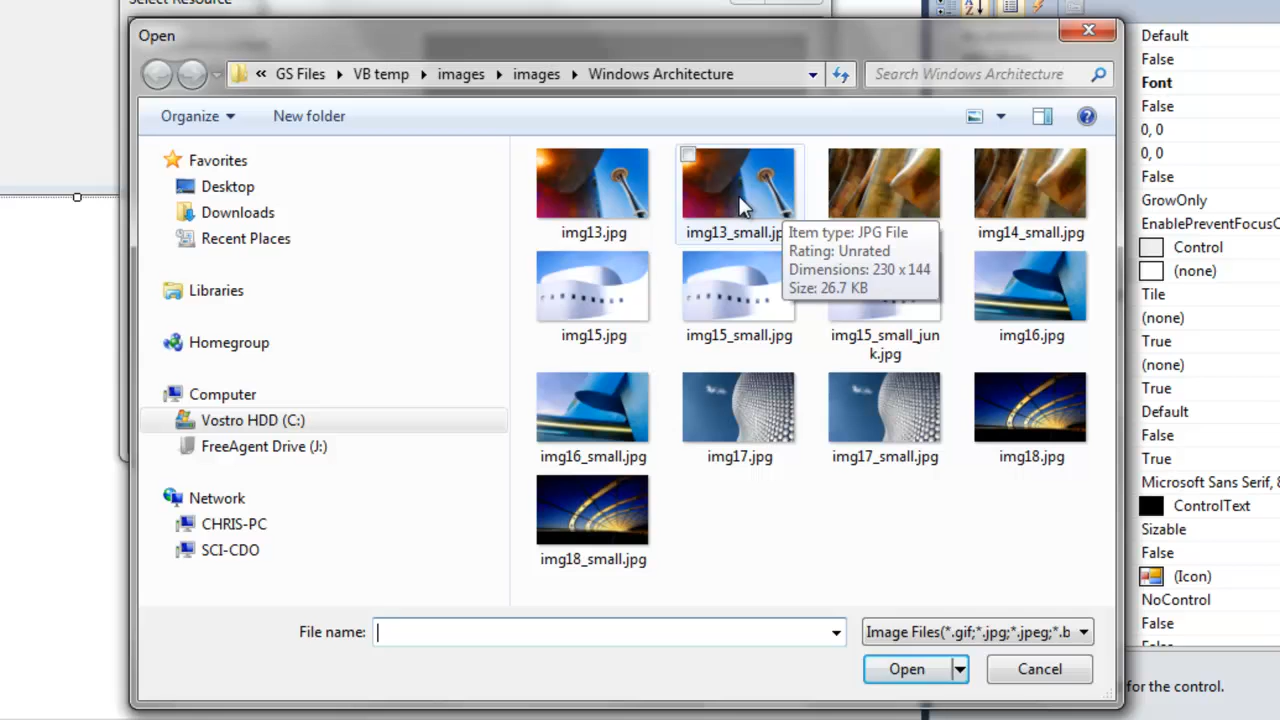 Select Resource
Open
« GS Files ▸ VB temp ▸ images ▸ images ▸ Windows Architecture
Search Windows Architecture
Organize
New folder
Favorites
Desktop
Downloads
Recent Places
Libraries
Homegroup
Computer
Vostro HDD (C:)
FreeAgent Drive (J:)
Network
CHRIS-PC
SCI-CDO
img13.jpg
img13_small.jp
img14_small.jpg
Item type: JPG File
Rating: Unrated
Dimensions: 230 x 144
Size: 26.7 KB
img15.jpg
img15_small.jpg
img15_small_jun
k.jpg
img16.jpg
img16_small.jpg
img17.jpg
img17_small.jpg
img18.jpg
img18_small.jpg
File name:
Image Files(*.gif;*.jpg;*.jpeg;*.b
Open
Cancel
Default
False
Font
False
0, 0
0, 0
False
GrowOnly
EnablePreventFocusC
Control
(none)
Tile
(none)
True
(none)
True
Default
False
True
Microsoft Sans Serif, 8
ControlText
Sizable
False
(Icon)
NoControl
False
for the control.